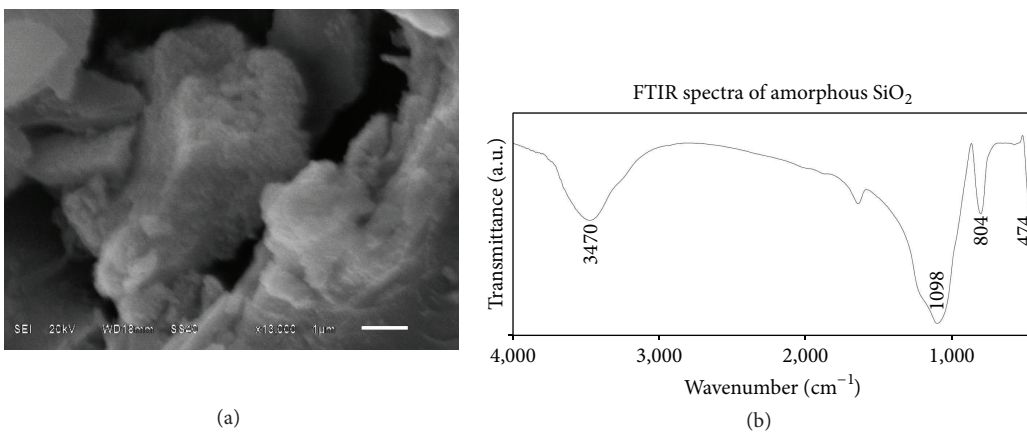 SEI 20kV WD18mm SS40 x13,000 1µm
(a)
FTIR spectra of amorphous SiO₂
Transmittance (a.u.)
3470
1098
804
474
4,000 3,000 2,000 1,000
Wavenumber (cm⁻¹)
(b)